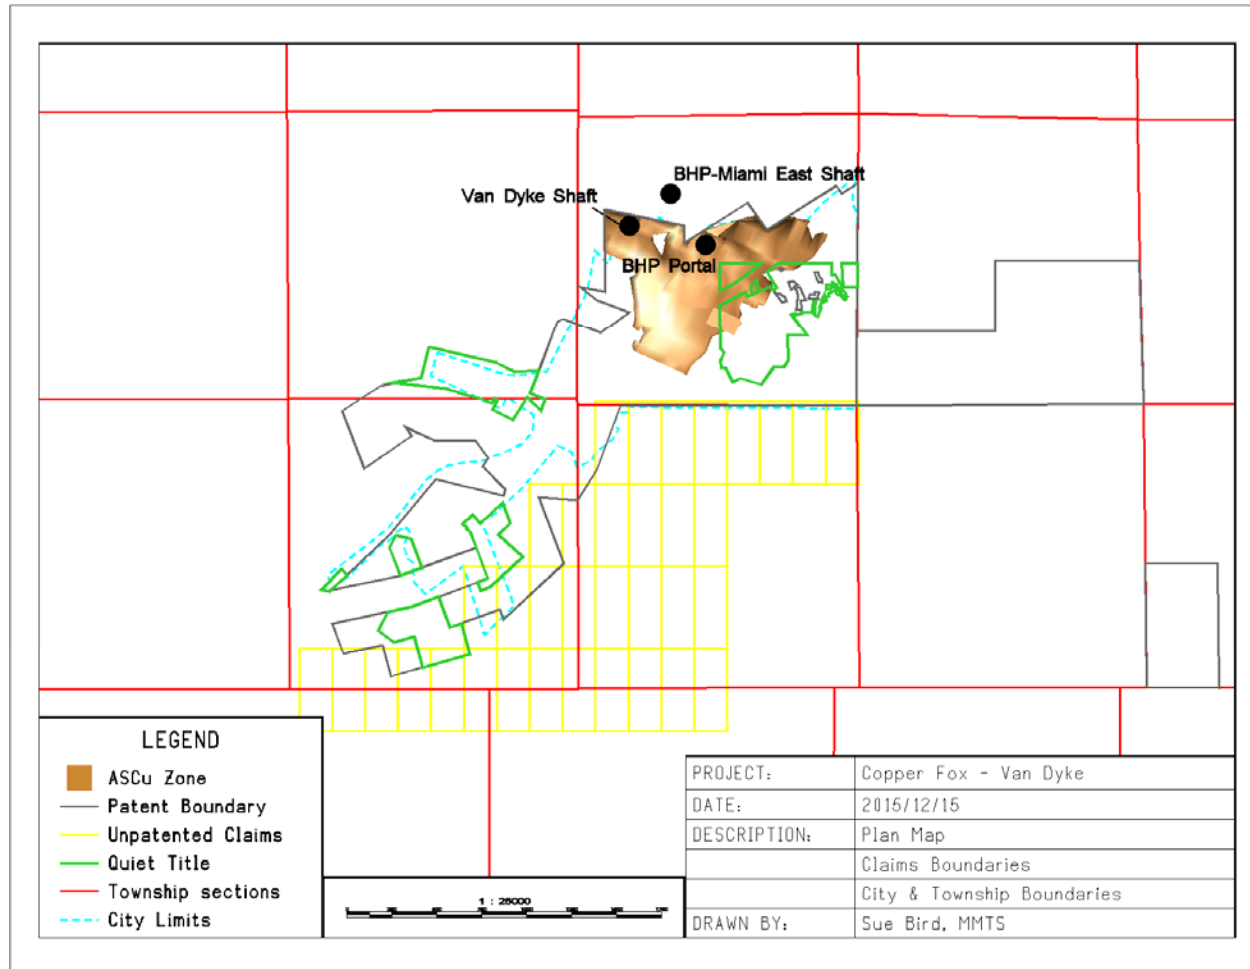 BHP-Miami East Shaft
Van Dyke Shaft
BHP Portal
LEGEND
ASCu Zone
Patent Boundary
Unpatented Claims
Quiet Title
Township sections
City Limits
1 : 25000
PROJECT: Copper Fox - Van Dyke
DATE: 2015/12/15
DESCRIPTION: Plan Map
Claims Boundaries
City & Township Boundaries
DRAWN BY: Sue Bird, MMTS